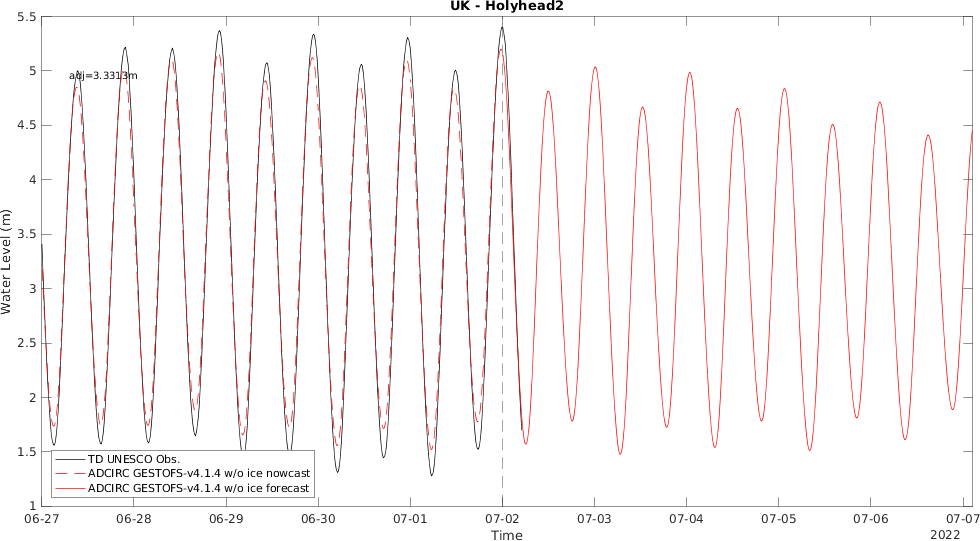 UK - Holyhead2
5.5
5
4.5
4
3.5
3
2.5
2
1.5
1
Water Level (m)
adj=3.3313m
TD UNESCO Obs.
ADCIRC GESTOFS-v4.1.4 w/o ice nowcast
ADCIRC GESTOFS-v4.1.4 w/o ice forecast
06-27 06-28 06-29 06-30 07-01 07-02 07-03 07-04 07-05 07-06 07-07
Time
2022